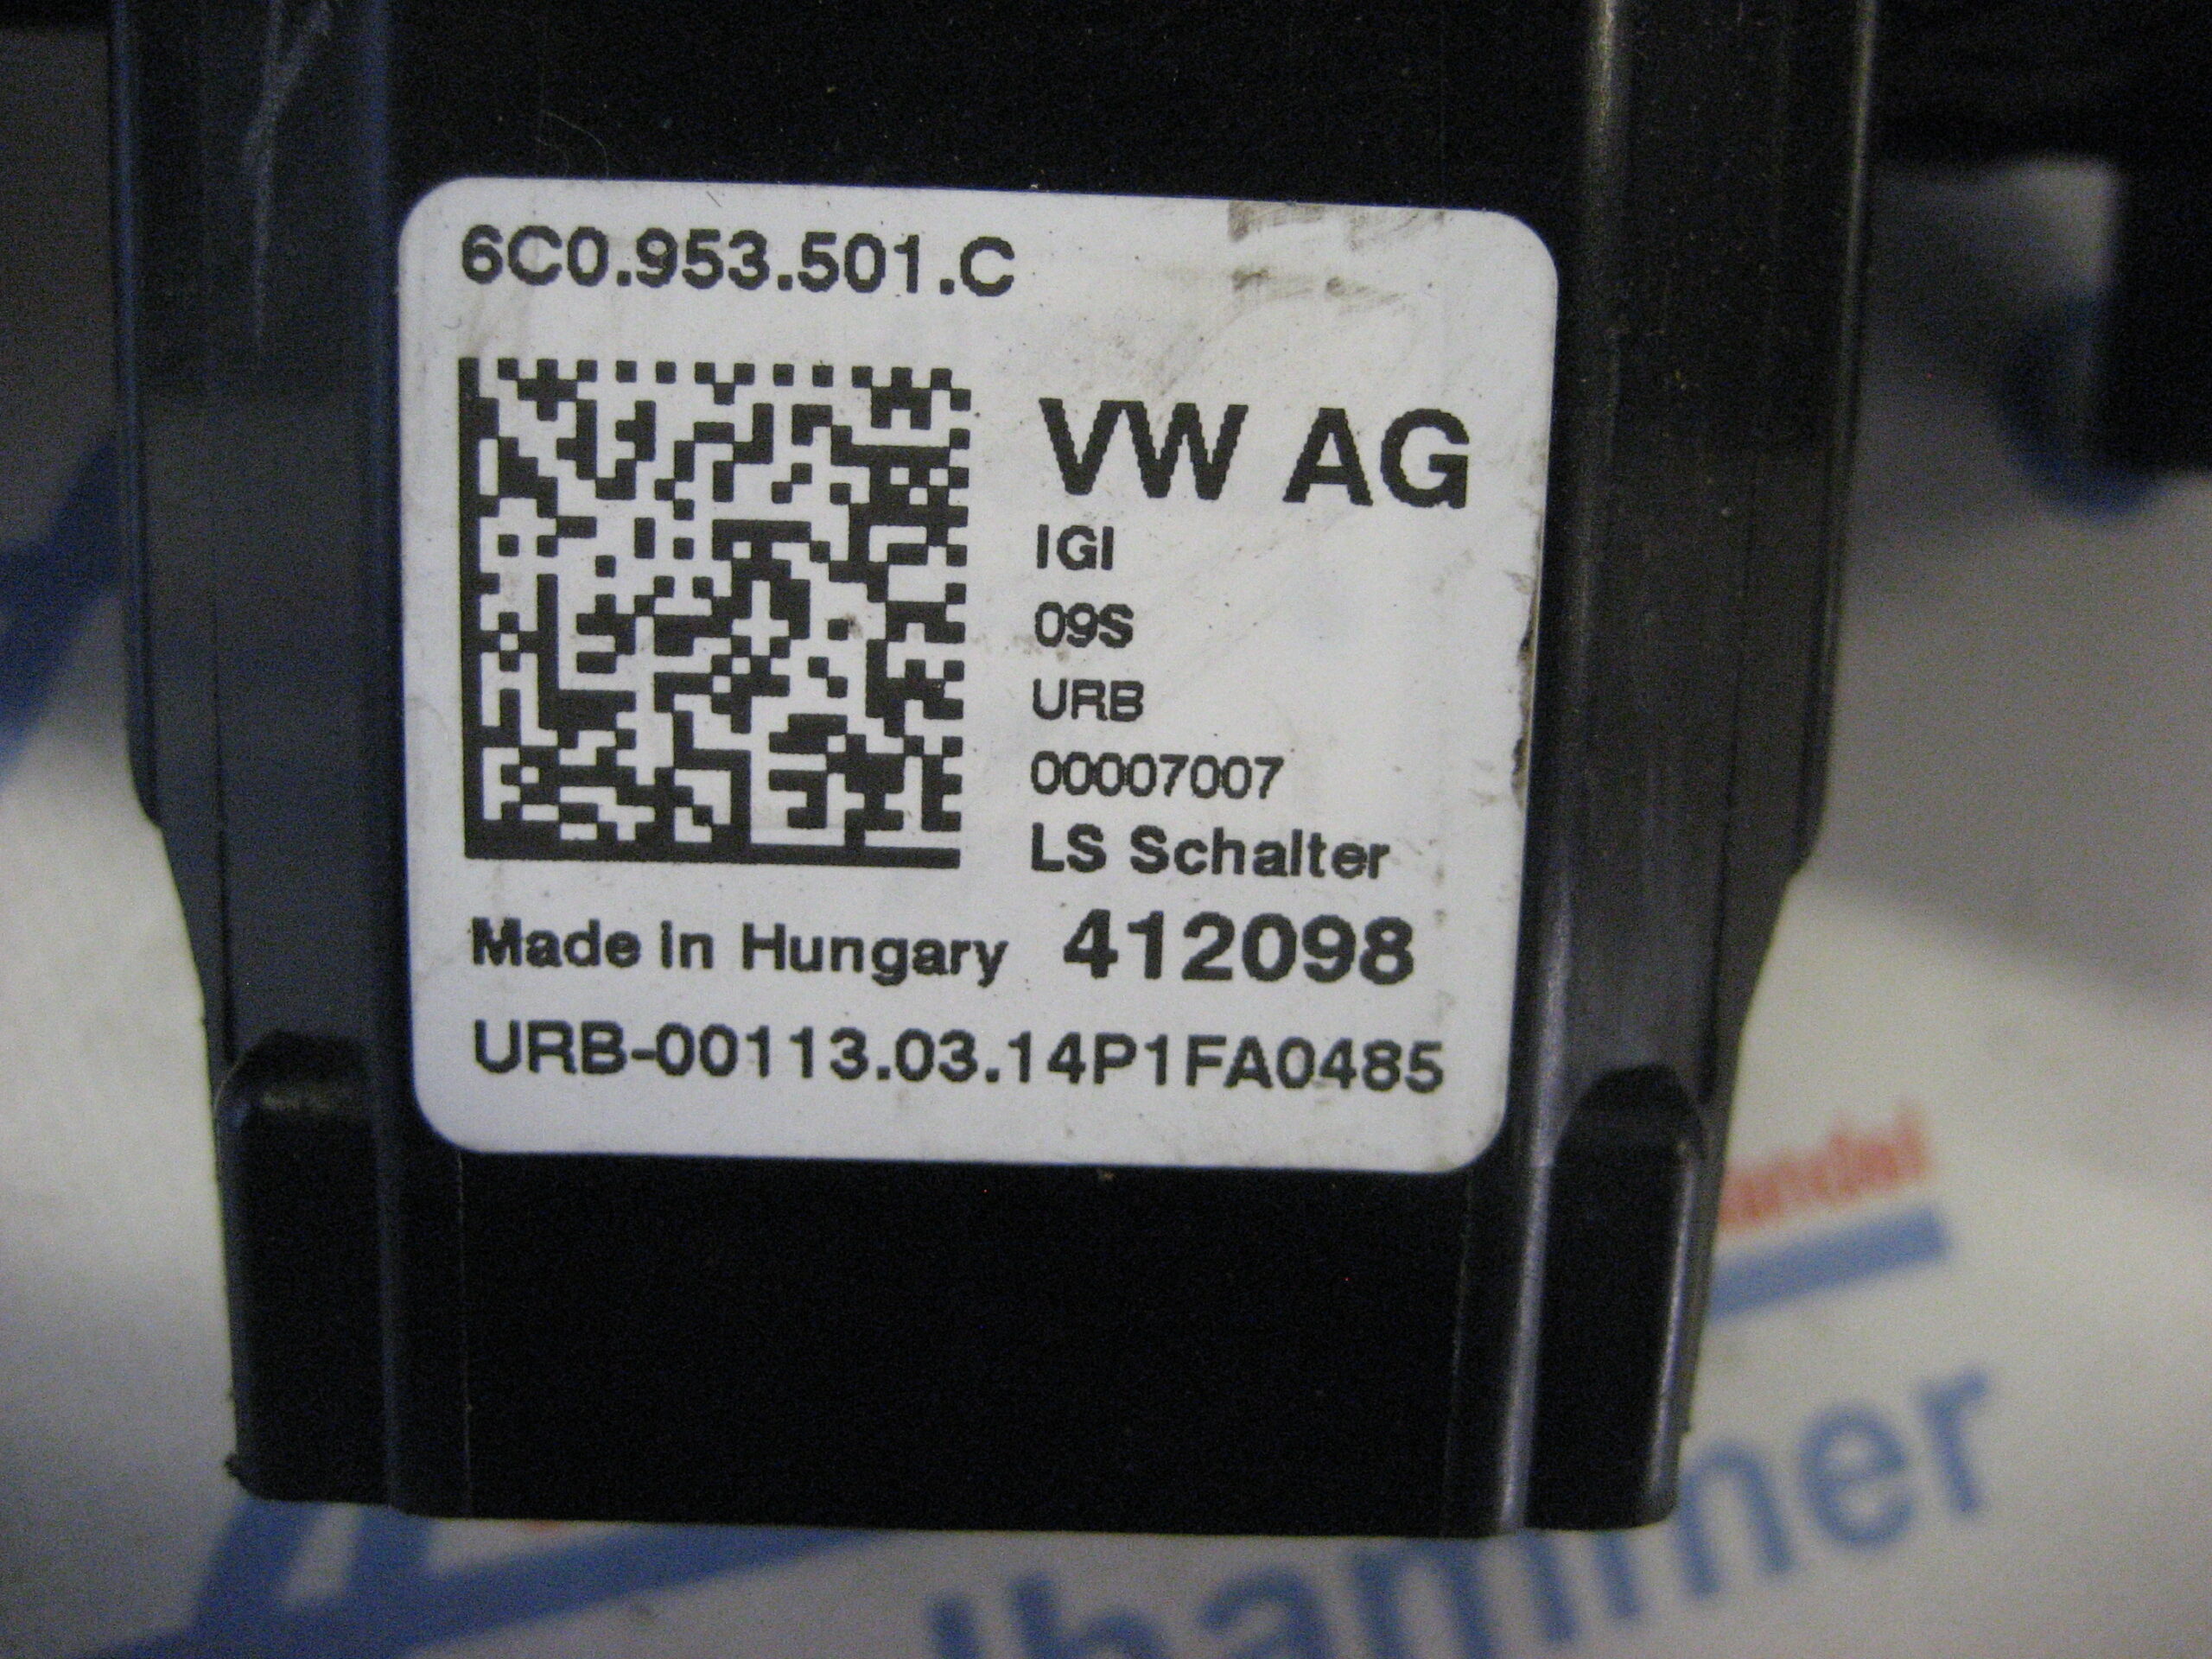 6C0.953.501.C
VW AG
IGI
09S
URB
00007007
LS Schalter
Made in Hungary 412098
URB-00113.03.14P1FA0485